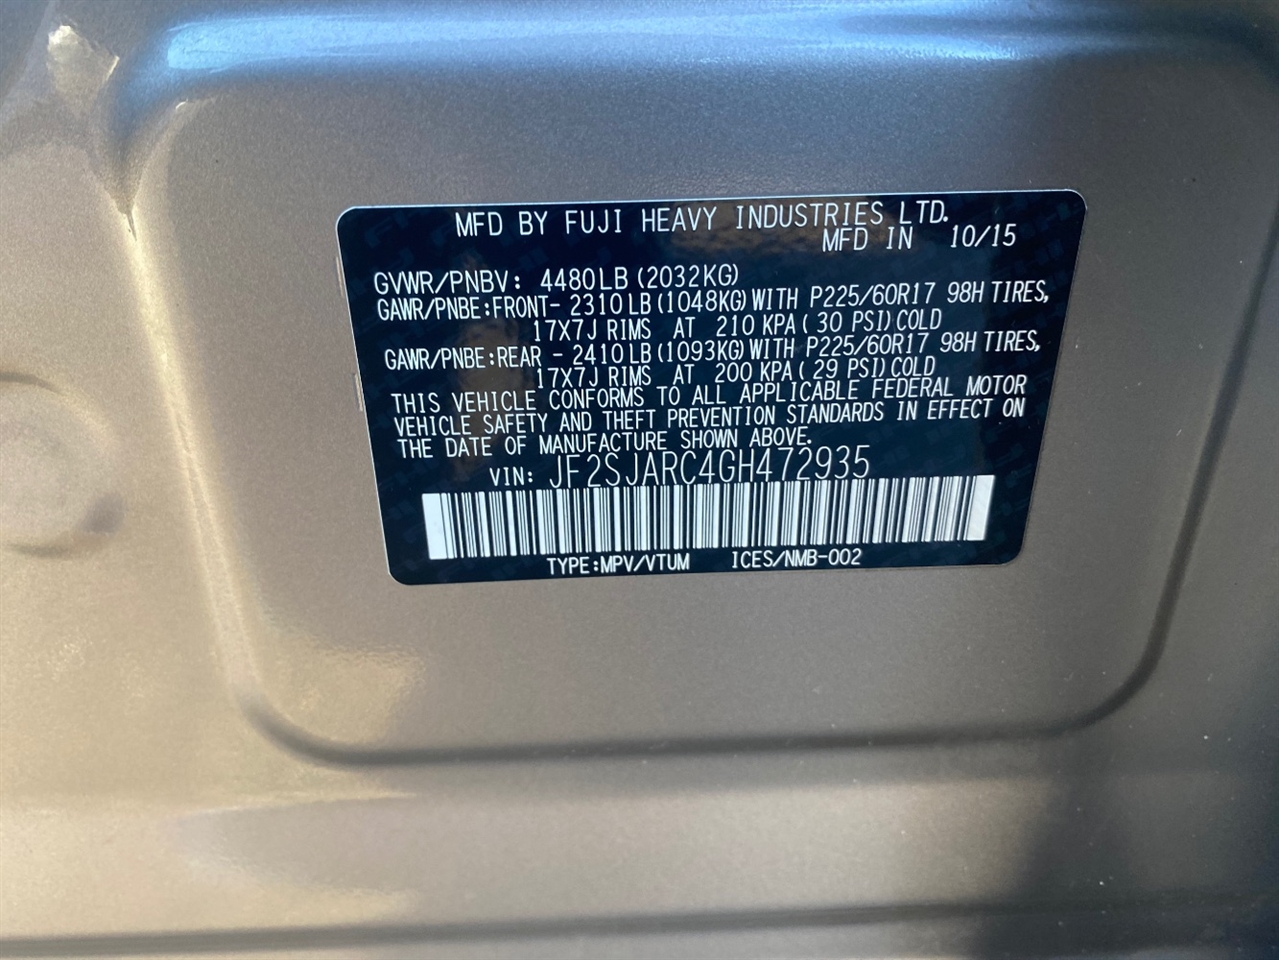 MFD BY FUJI HEAVY INDUSTRIES LTD.
MFD IN 10/15
GVWR/PNBV: 4480LB (2032KG)
GAWR/PNBE:FRONT- 2310LB (1048KG) WITH P225/60R17 98H TIRES,
17X7J RIMS AT 210 KPA ( 30 PSI) COLD
GAWR/PNBE:REAR - 2410LB (1093KG) WITH P225/60R17 98H TIRES,
17X7J RIMS AT 200 KPA ( 29 PSI) COLD
THIS VEHICLE CONFORMS TO ALL APPLICABLE FEDERAL MOTOR
VEHICLE SAFETY AND THEFT PREVENTION STANDARDS IN EFFECT ON
THE DATE OF MANUFACTURE SHOWN ABOVE.
VIN: JF2SJARC4GH472935
TYPE:MPV/VTUM ICES/NMB-002